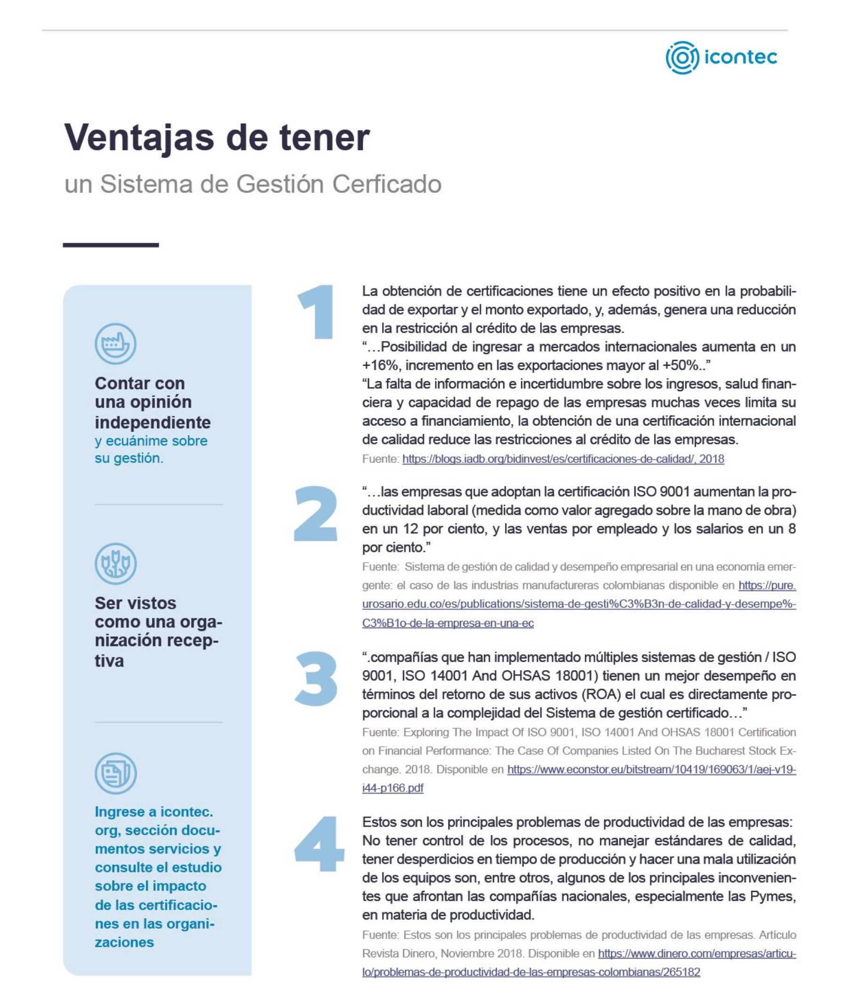 icontec
Ventajas de tener
un Sistema de Gestión Cerficado
Contar con
una opinión
independiente
y ecuánime sobre
su gestión.
Ser vistos
como una orga-
nización recep-
tiva
Ingrese a icontec.
org, sección docu-
mentos servicios y
consulte el estudio
sobre el impacto
de las certificacio-
nes en las organi-
zaciones
1
La obtención de certificaciones tiene un efecto positivo en la probabili-
dad de exportar y el monto exportado, y, además, genera una reducción
en la restricción al crédito de las empresas.
“…Posibilidad de ingresar a mercados internacionales aumenta en un
+16%, incremento en las exportaciones mayor al +50%..”
“La falta de información e incertidumbre sobre los ingresos, salud finan-
ciera y capacidad de repago de las empresas muchas veces limita su
acceso a financiamiento, la obtención de una certificación internacional
de calidad reduce las restricciones al crédito de las empresas.
Fuente: https://blogs.iadb.org/bidinvest/es/certificaciones-de-calidad/, 2018
2
“…las empresas que adoptan la certificación ISO 9001 aumentan la pro-
ductividad laboral (medida como valor agregado sobre la mano de obra)
en un 12 por ciento, y las ventas por empleado y los salarios en un 8
por ciento.”
Fuente: Sistema de gestión de calidad y desempeño empresarial en una economía emer-
gente: el caso de las industrias manufactureras colombianas disponible en https://pure.
urosario.edu.co/es/publications/sistema-de-gesti%C3%B3n-de-calidad-y-desempe%-
C3%B1o-de-la-empresa-en-una-ec
3
“.compañías que han implementado múltiples sistemas de gestión / ISO
9001, ISO 14001 And OHSAS 18001) tienen un mejor desempeño en
términos del retorno de sus activos (ROA) el cual es directamente pro-
porcional a la complejidad del Sistema de gestión certificado…”
Fuente: Exploring The Impact Of ISO 9001, ISO 14001 And OHSAS 18001 Certification
on Financial Performance: The Case Of Companies Listed On The Bucharest Stock Ex-
change. 2018. Disponible en https://www.econstor.eu/bitstream/10419/169063/1/aej-v19-
i44-p166.pdf
4
Estos son los principales problemas de productividad de las empresas:
No tener control de los procesos, no manejar estándares de calidad,
tener desperdicios en tiempo de producción y hacer una mala utilización
de los equipos son, entre otros, algunos de los principales inconvenien-
tes que afrontan las compañías nacionales, especialmente las Pymes,
en materia de productividad.
Fuente: Estos son los principales problemas de productividad de las empresas. Artículo
Revista Dinero, Noviembre 2018. Disponible en https://www.dinero.com/empresas/articu-
lo/problemas-de-productividad-de-las-empresas-colombianas/265182